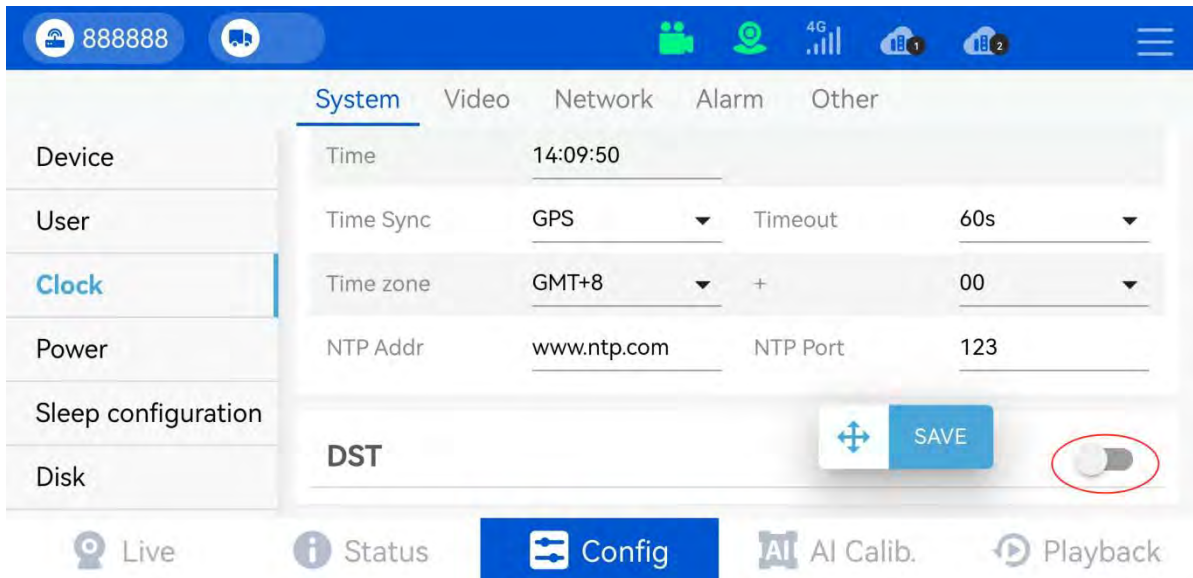 888888
4G
1
2
System Video Network Alarm Other
Device
User
Clock
Power
Sleep configuration
Disk
Time 14:09:50
Time Sync GPS Timeout 60s
Time zone GMT+8 + 00
NTP Addr www.ntp.com NTP Port 123
DST
SAVE
Live Status Config AI AI Calib. Playback